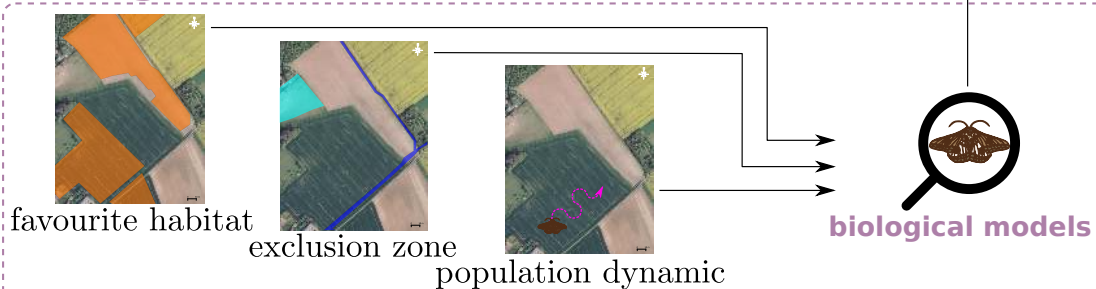 favourite habitat
exclusion zone
population dynamic
biological models